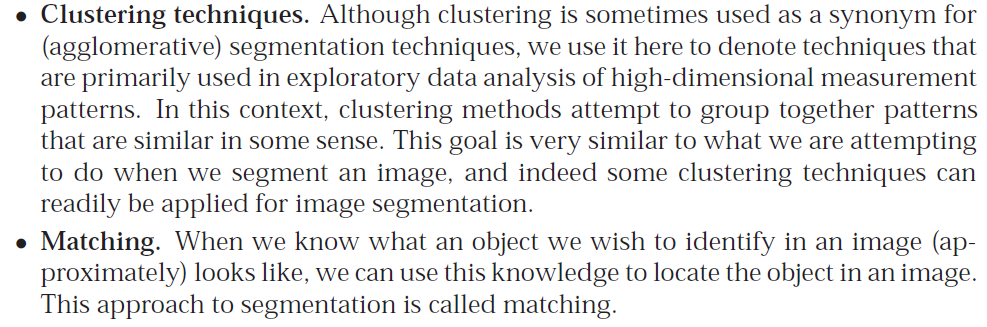 • Clustering techniques. Although clustering is sometimes used as a synonym for
(agglomerative) segmentation techniques, we use it here to denote techniques that
are primarily used in exploratory data analysis of high-dimensional measurement
patterns. In this context, clustering methods attempt to group together patterns
that are similar in some sense. This goal is very similar to what we are attempting
to do when we segment an image, and indeed some clustering techniques can
readily be applied for image segmentation.
• Matching. When we know what an object we wish to identify in an image (ap-
proximately) looks like, we can use this knowledge to locate the object in an image.
This approach to segmentation is called matching.